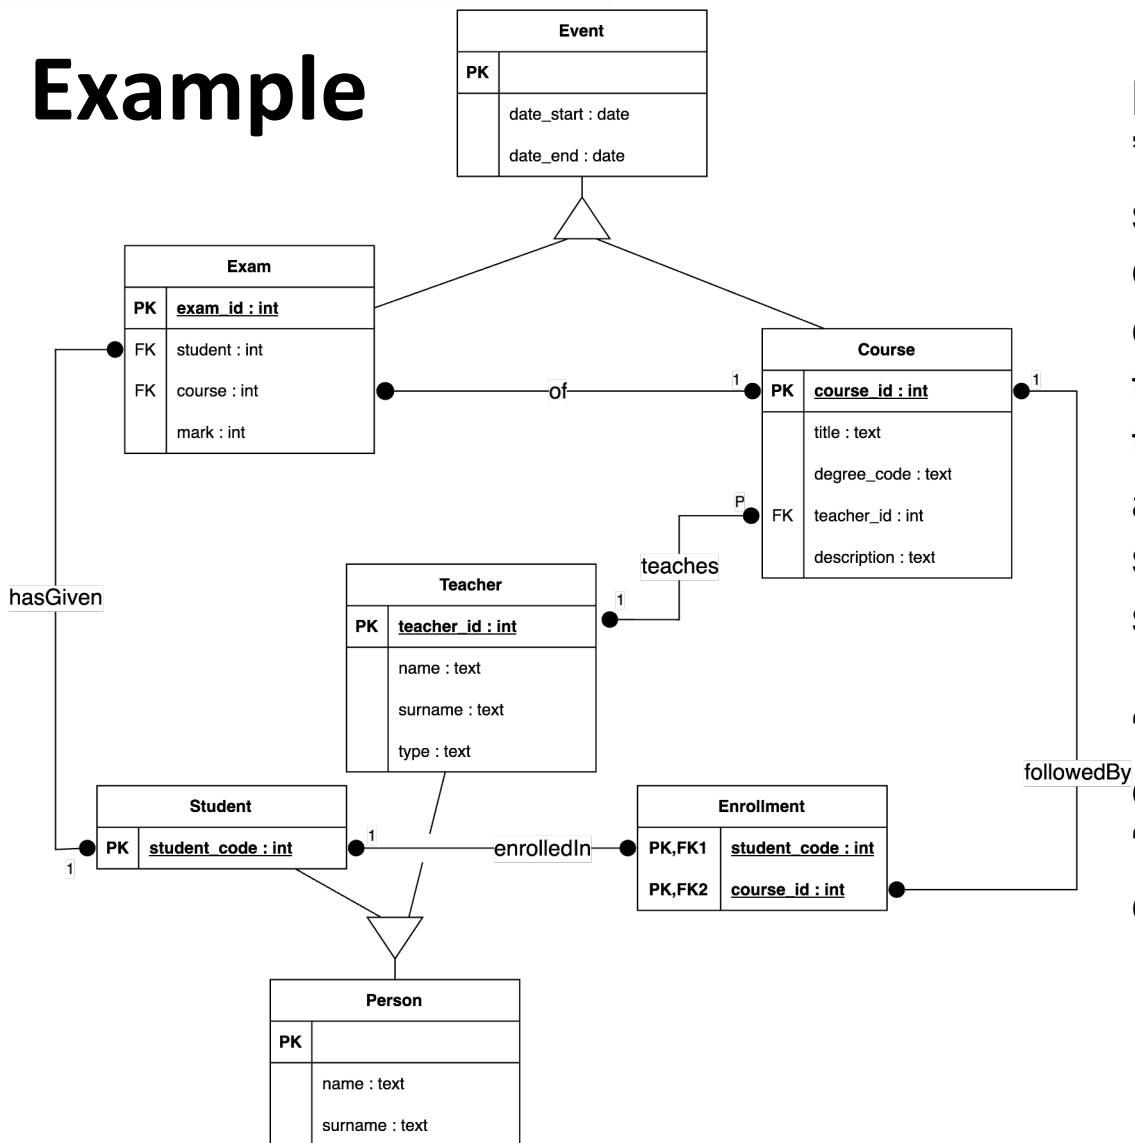 Example
Event
PK
date_start : date
date_end : date
Exam
PK exam_id : int
FK student : int
FK course : int
mark : int
of
1
Course
PK course_id : int
title : text
degree_code : text
FK teacher_id : int
description : text
1
P
teaches
1
hasGiven
1
Teacher
PK teacher_id : int
name : text
surname : text
type : text
followedBy
Student
PK student_code : int
1
enrolledIn
Enrollment
PK,FK1 student_code : int
PK,FK2 course_id : int
Person
PK
name : text
surname : text